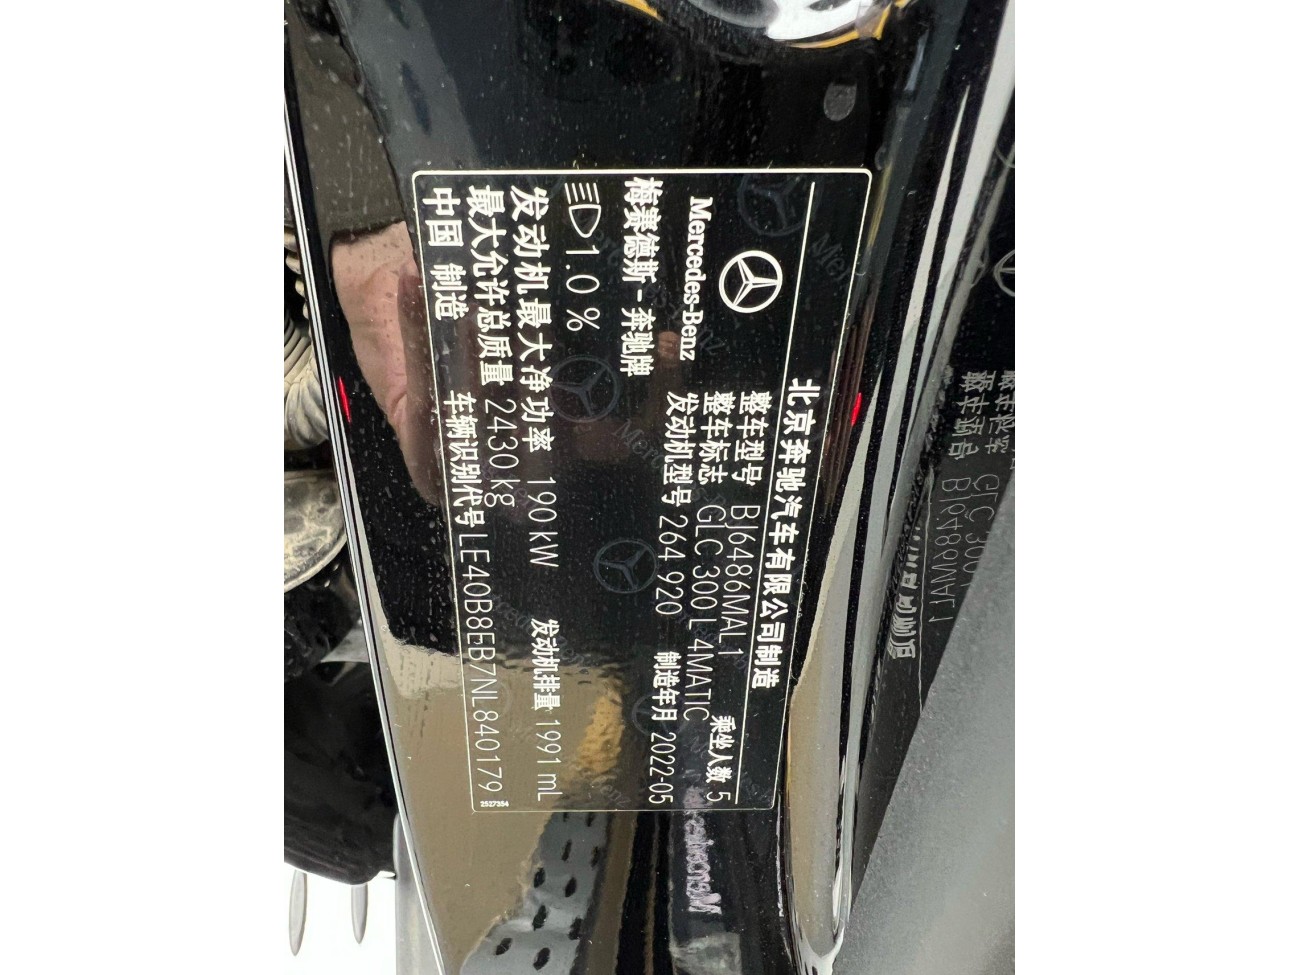 北京奔驰汽车有限公司制造
Mercedes-Benz
整车型号 BJ6486MAL1
乘坐人数 5
梅赛德斯-奔驰牌
整车标志 GLC 300 L 4MATIC
发动机型号 264 920
制造年月 2022-05
1.0 %
发动机最大净功率 190 kW
发动机排量 1991 mL
最大允许总质量 2430 kg
中国 制造
车辆识别代号 LE40B8EB7NL840179
2527354